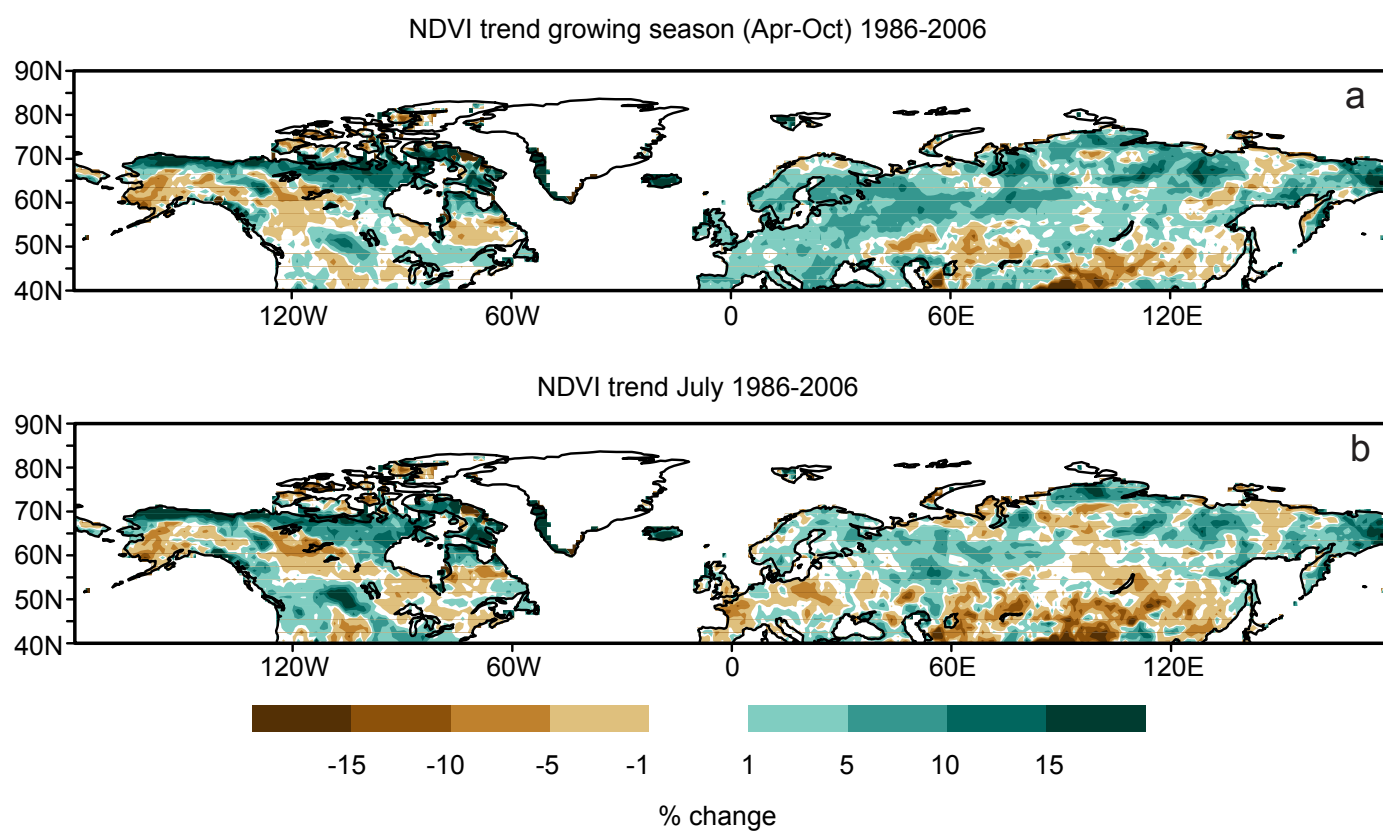 NDVI trend growing season (Apr-Oct) 1986-2006
a
90N
80N
70N
60N
50N
40N
120W 60W 0 60E 120E
NDVI trend July 1986-2006
b
90N
80N
70N
60N
50N
40N
120W 60W 0 60E 120E
-15 -10 -5 -1 1 5 10 15
% change